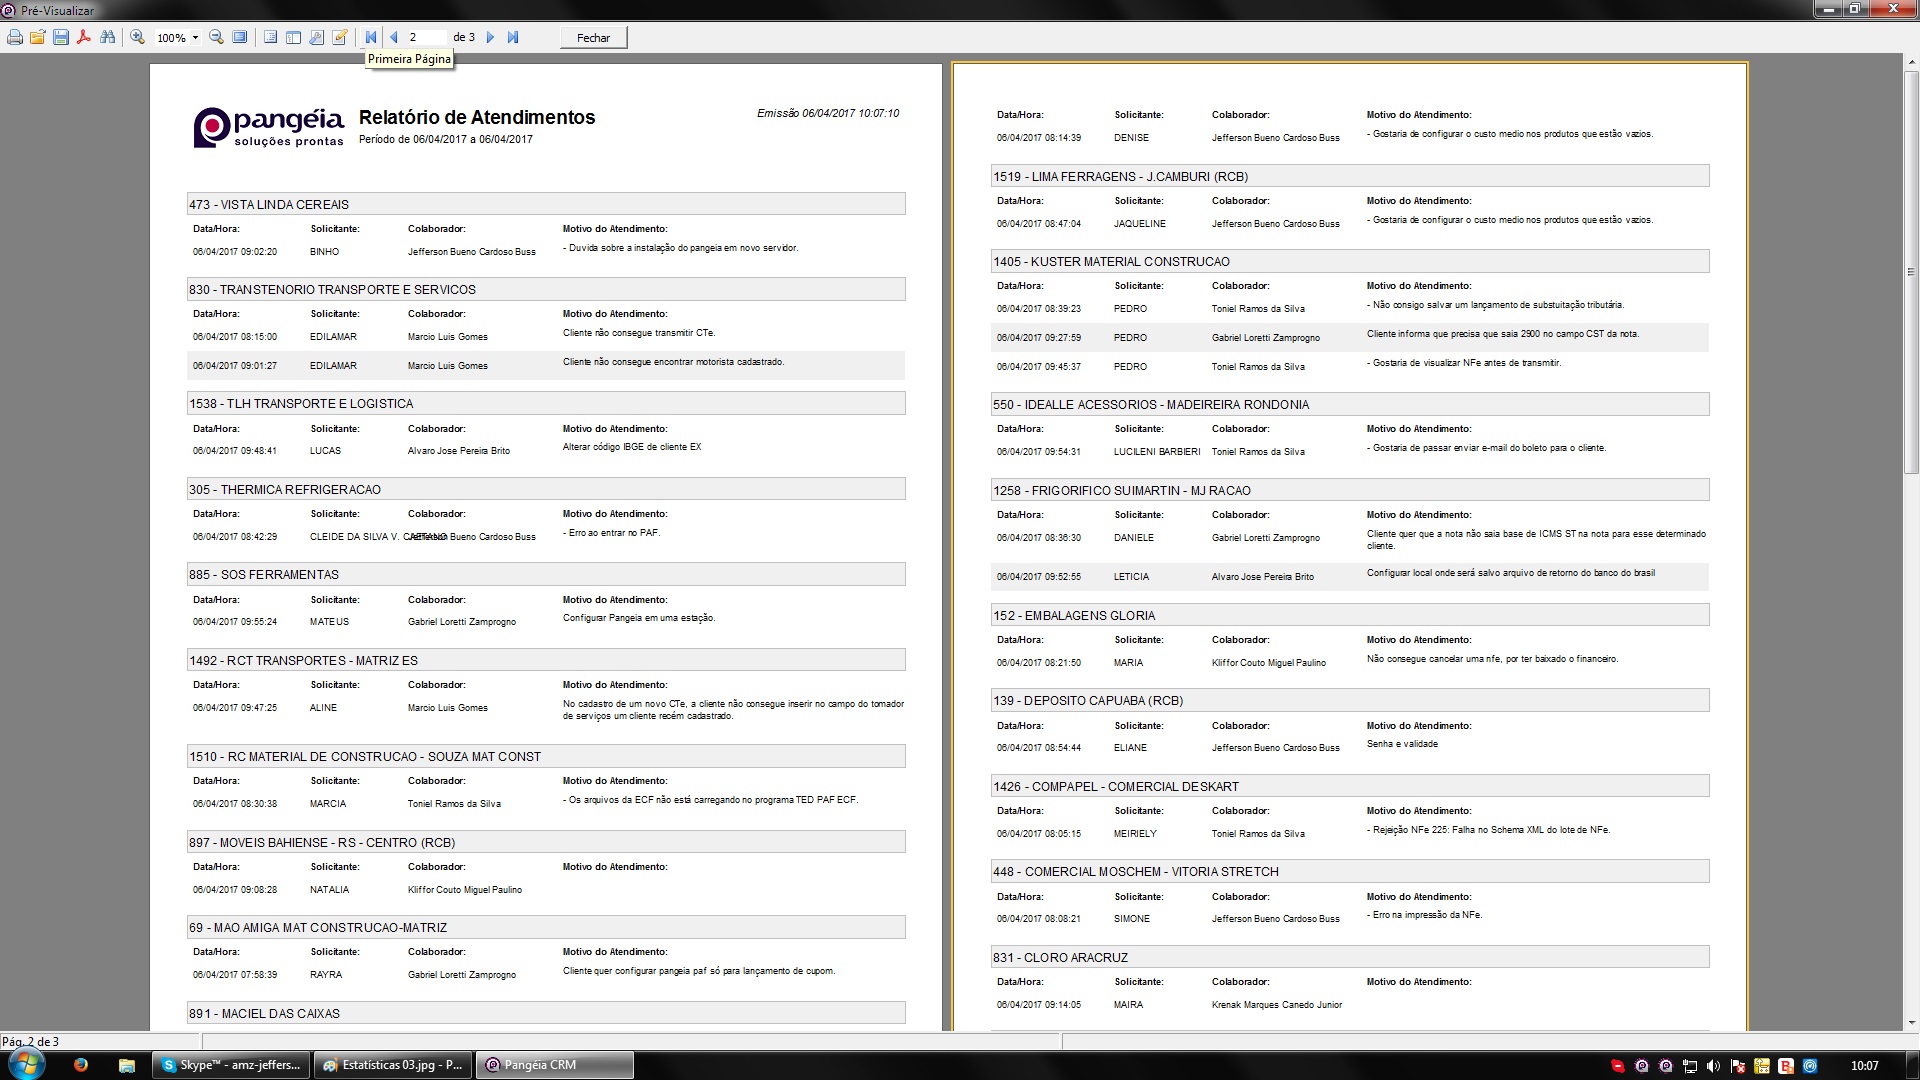 Pré-Visualizar
100%
2 de 3
Fechar
Primeira Página
pangéia
soluções prontas
Relatório de Atendimentos
Período de 06/04/2017 a 06/04/2017
Emissão 06/04/2017 10:07:10
473 - VISTA LINDA CEREAIS
Data/Hora: Solicitante: Colaborador: Motivo do Atendimento:
06/04/2017 09:02:20 BINHO Jefferson Bueno Cardoso Buss - Duvida sobre a instalação do pangeia em novo servidor.
830 - TRANSTENORIO TRANSPORTE E SERVICOS
Data/Hora: Solicitante: Colaborador: Motivo do Atendimento:
06/04/2017 08:15:00 EDILAMAR Marcio Luis Gomes Cliente não consegue transmitir CTe.
06/04/2017 09:01:27 EDILAMAR Marcio Luis Gomes Cliente não consegue encontrar motorista cadastrado.
1538 - TLH TRANSPORTE E LOGISTICA
Data/Hora: Solicitante: Colaborador: Motivo do Atendimento:
06/04/2017 09:48:41 LUCAS Alvaro Jose Pereira Brito Alterar código IBGE de cliente EX
305 - THERMICA REFRIGERACAO
Data/Hora: Solicitante: Colaborador: Motivo do Atendimento:
06/04/2017 08:42:29 CLEIDE DA SILVA V. CAETANO Jefferson Bueno Cardoso Buss - Erro ao entrar no PAF.
885 - SOS FERRAMENTAS
Data/Hora: Solicitante: Colaborador: Motivo do Atendimento:
06/04/2017 09:55:24 MATEUS Gabriel Loretti Zamprogno Configurar Pangeia em uma estação.
1492 - RCT TRANSPORTES - MATRIZ ES
Data/Hora: Solicitante: Colaborador: Motivo do Atendimento:
06/04/2017 09:47:25 ALINE Marcio Luis Gomes No cadastro de um novo CTe, a cliente não consegue inserir no campo do tomador
de serviços um cliente recém cadastrado.
1510 - RC MATERIAL DE CONSTRUCAO - SOUZA MAT CONST
Data/Hora: Solicitante: Colaborador: Motivo do Atendimento:
06/04/2017 08:30:38 MARCIA Toniel Ramos da Silva - Os arquivos da ECF não está carregando no programa TED PAF ECF.
897 - MOVEIS BAHIENSE - RS - CENTRO (RCB)
Data/Hora: Solicitante: Colaborador: Motivo do Atendimento:
06/04/2017 09:08:28 NATALIA Kliffor Couto Miguel Paulino
69 - MAO AMIGA MAT CONSTRUCAO-MATRIZ
Data/Hora: Solicitante: Colaborador: Motivo do Atendimento:
06/04/2017 07:58:39 RAYRA Gabriel Loretti Zamprogno Cliente quer configurar pangeia paf só para lançamento de cupom.
891 - MACIEL DAS CAIXAS
Data/Hora: Solicitante: Colaborador: Motivo do Atendimento:
06/04/2017 08:14:39 DENISE Jefferson Bueno Cardoso Buss - Gostaria de configurar o custo medio nos produtos que estão vazios.
1519 - LIMA FERRAGENS - J.CAMBURI (RCB)
Data/Hora: Solicitante: Colaborador: Motivo do Atendimento:
06/04/2017 08:47:04 JAQUELINE Jefferson Bueno Cardoso Buss - Gostaria de configurar o custo medio nos produtos que estão vazios.
1405 - KUSTER MATERIAL CONSTRUCAO
Data/Hora: Solicitante: Colaborador: Motivo do Atendimento:
06/04/2017 08:39:23 PEDRO Toniel Ramos da Silva - Não consigo salvar um lançamento de substuitação tributária.
06/04/2017 09:27:59 PEDRO Gabriel Loretti Zamprogno Cliente informa que precisa que saia 2900 no campo CST da nota.
06/04/2017 09:45:37 PEDRO Toniel Ramos da Silva - Gostaria de visualizar NFe antes de transmitir.
550 - IDEALLE ACESSORIOS - MADEIREIRA RONDONIA
Data/Hora: Solicitante: Colaborador: Motivo do Atendimento:
06/04/2017 09:54:31 LUCILENI BARBIERI Toniel Ramos da Silva - Gostaria de passar enviar e-mail do boleto para o cliente.
1258 - FRIGORIFICO SUIMARTIN - MJ RACAO
Data/Hora: Solicitante: Colaborador: Motivo do Atendimento:
06/04/2017 08:36:30 DANIELE Gabriel Loretti Zamprogno Cliente quer que a nota não saia base de ICMS ST na nota para esse determinado
cliente.
06/04/2017 09:52:55 LETICIA Alvaro Jose Pereira Brito Configurar local onde será salvo arquivo de retorno do banco do brasil
152 - EMBALAGENS GLORIA
Data/Hora: Solicitante: Colaborador: Motivo do Atendimento:
06/04/2017 08:21:50 MARIA Kliffor Couto Miguel Paulino Não consegue cancelar uma nfe, por ter baixado o financeiro.
139 - DEPOSITO CAPUABA (RCB)
Data/Hora: Solicitante: Colaborador: Motivo do Atendimento:
06/04/2017 08:54:44 ELIANE Jefferson Bueno Cardoso Buss Senha e validade
1426 - COMPAPEL - COMERCIAL DESKART
Data/Hora: Solicitante: Colaborador: Motivo do Atendimento:
06/04/2017 08:05:15 MEIRIELY Toniel Ramos da Silva - Rejeição NFe 225: Falha no Schema XML do lote de NFe.
448 - COMERCIAL MOSCHEM - VITORIA STRETCH
Data/Hora: Solicitante: Colaborador: Motivo do Atendimento:
06/04/2017 08:08:21 SIMONE Jefferson Bueno Cardoso Buss - Erro na impressão da NFe.
831 - CLORO ARACRUZ
Data/Hora: Solicitante: Colaborador: Motivo do Atendimento:
06/04/2017 09:14:05 MAIRA Krenak Marques Canedo Junior
Pág. 2 de 3
Skype™ - amz-jeffers...
Estatísticas 03.jpg - P...
Pangéia CRM
10:07